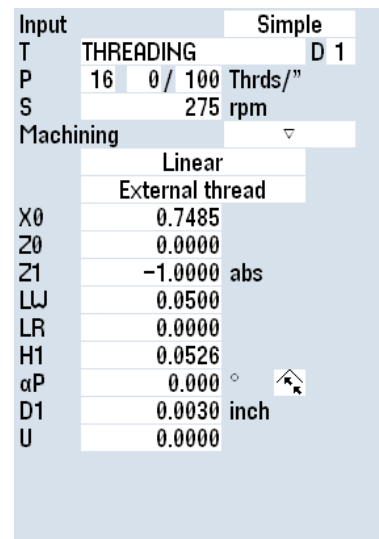 Input Simple
T THREADING D 1
P 16 0/ 100 Thrds/”
S 275 rpm
Machining ▽
Linear
External thread
X0 0.7485
Z0 0.0000
Z1 -1.0000 abs
LW 0.0500
LR 0.0000
H1 0.0526
αP 0.000 °
D1 0.0030 inch
U 0.0000